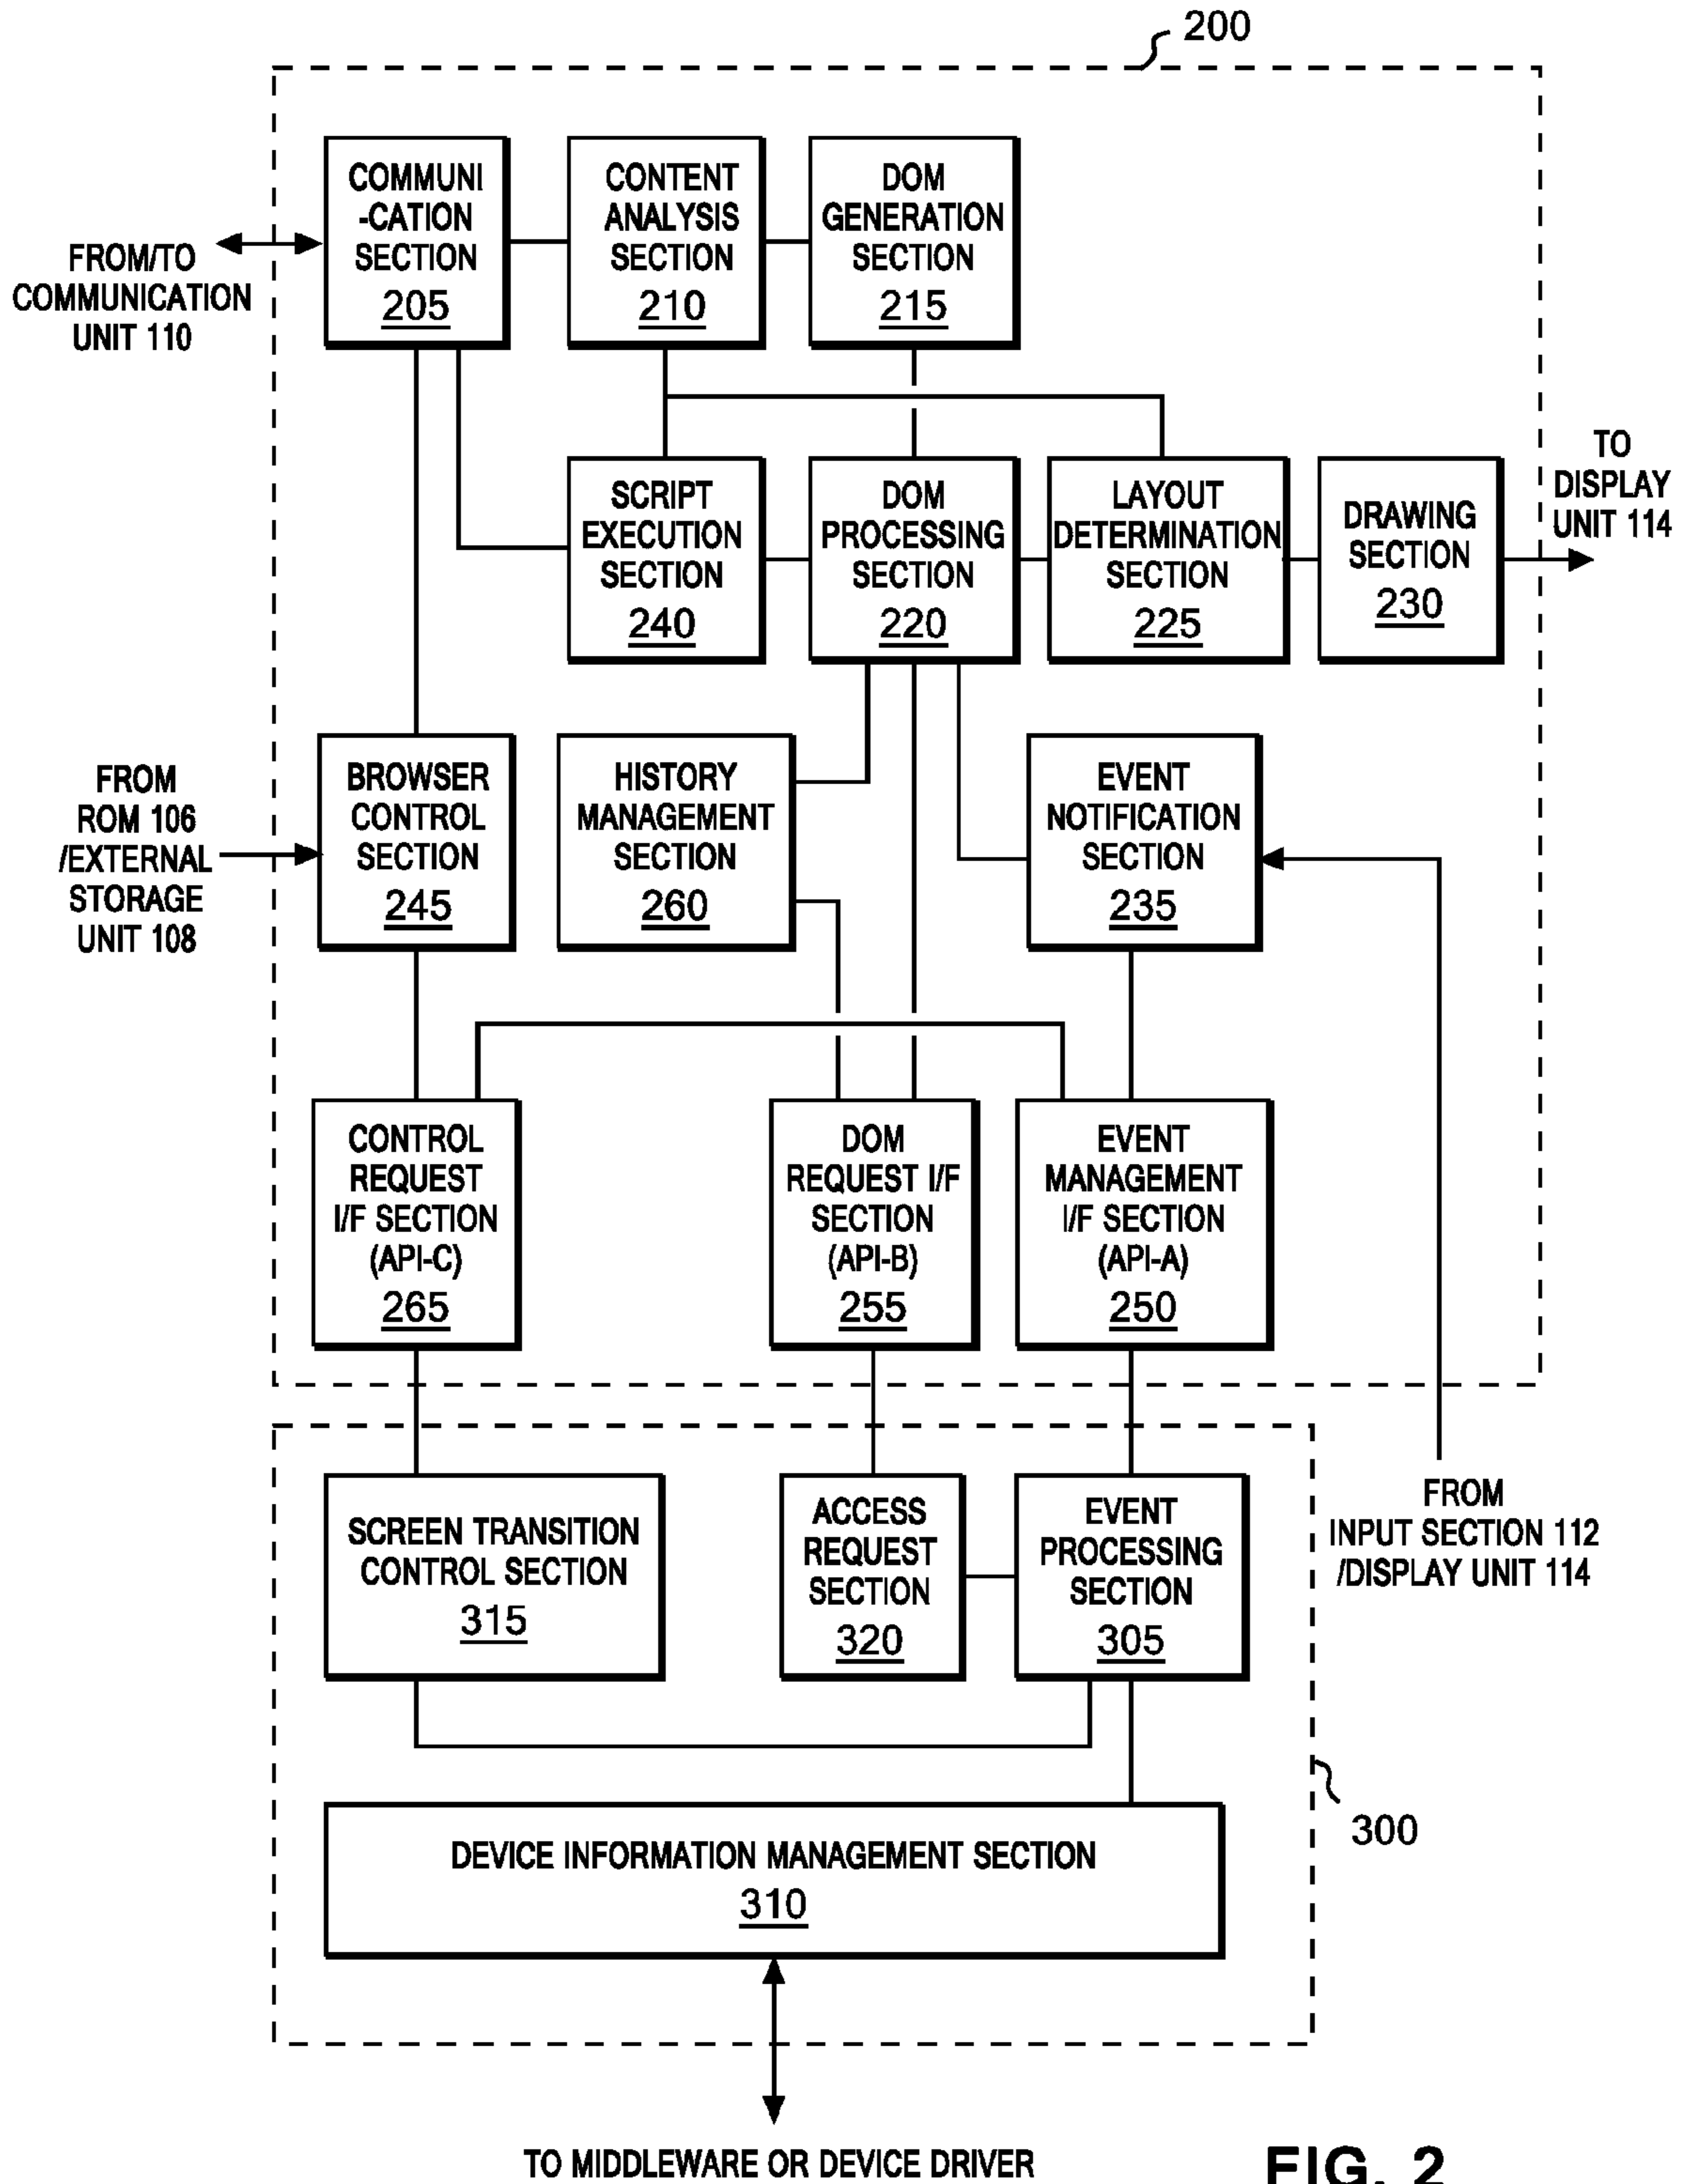 200
COMMUNI
-CATION
SECTION
205
CONTENT
ANALYSIS
SECTION
210
DOM
GENERATION
SECTION
215
FROM/TO
COMMUNICATION
UNIT 110
SCRIPT
EXECUTION
SECTION
240
DOM
PROCESSING
SECTION
220
LAYOUT
DETERMINATION
SECTION
225
DRAWING
SECTION
230
TO
DISPLAY
UNIT 114
FROM
ROM 106
/EXTERNAL
STORAGE
UNIT 108
BROWSER
CONTROL
SECTION
245
HISTORY
MANAGEMENT
SECTION
260
EVENT
NOTIFICATION
SECTION
235
CONTROL
REQUEST
I/F SECTION
(API-C)
265
DOM
REQUEST I/F
SECTION
(API-B)
255
EVENT
MANAGEMENT
I/F SECTION
(API-A)
250
SCREEN TRANSITION
CONTROL SECTION
315
ACCESS
REQUEST
SECTION
320
EVENT
PROCESSING
SECTION
305
FROM
INPUT SECTION 112
/DISPLAY UNIT 114
DEVICE INFORMATION MANAGEMENT SECTION
310
300
TO MIDDLEWARE OR DEVICE DRIVER
FIG. 2